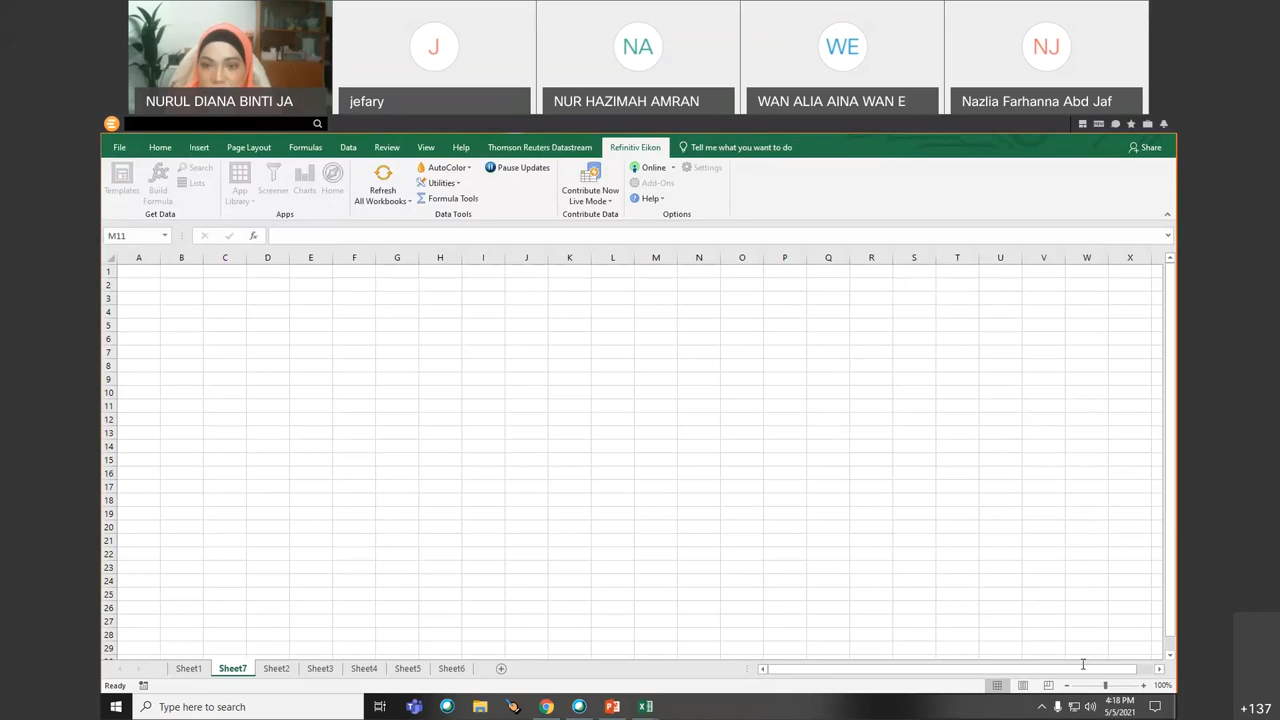 J NA WE NJ
NURUL DIANA BINTI JA jefary NUR HAZIMAH AMRAN WAN ALIA AINA WAN E Nazlia Farhanna Abd Jaf
File Home Insert Page Layout Formulas Data Review View Help Thomson Reuters Datastream Refinitiv Eikon Tell me what you want to do Share
Search AutoColor Pause Updates Online Settings
Templates Build Formula Lists App Library Screener Charts Home Refresh All Workbooks Utilities Contribute Now Live Mode Add-Ons
Formula Tools Help
Get Data Apps Data Tools Contribute Data Options
M11 fx
A B C D E F G H I J K L M N O P Q R S T U V W X
1
2
3
4
5
6
7
8
9
10
11
12
13
14
15
16
17
18
19
20
21
22
23
24
25
26
27
28
29
Sheet1 Sheet7 Sheet2 Sheet3 Sheet4 Sheet5 Sheet6
Ready 100%
Type here to search 4:18 PM
5/5/2021
+137